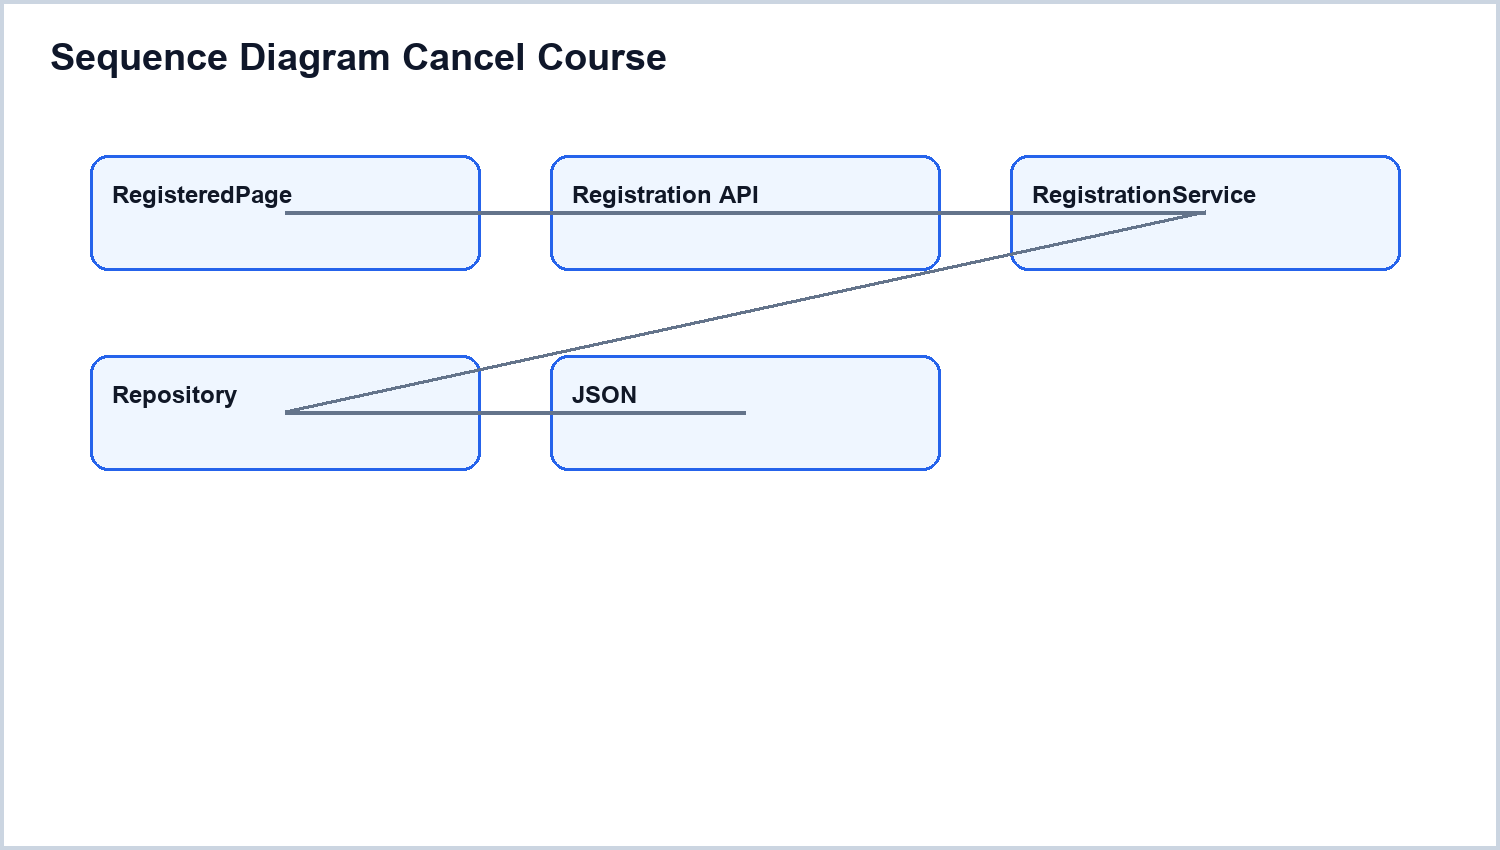 Sequence Diagram Cancel Course
RegisteredPage
Registration API
RegistrationService
Repository
JSON